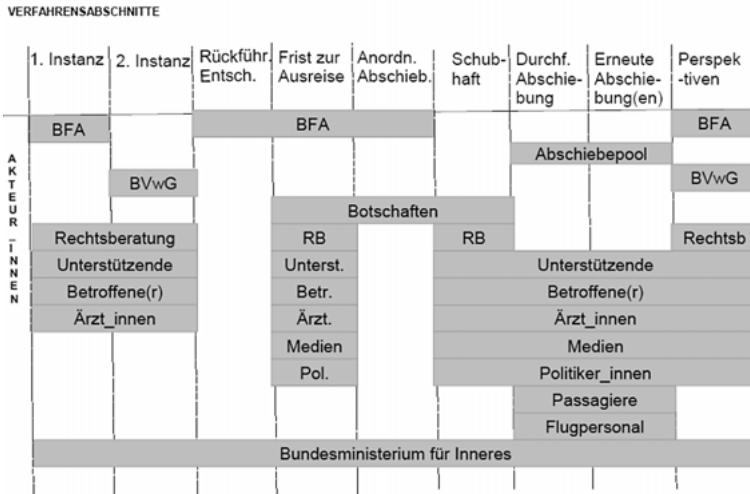 VERFAHRENSABSCHNITTE
1. Instanz
2. Instanz
Rückführ.
Entsch.
Frist zur
Ausreise
Anordn.
Abschieb.
Schub-
haft
Durchf.
Abschie-
bung
Erneute
Abschie-
bung(en)
Perspek
-tiven
AKTEUR_INNEN
BFA
BFA
BFA
Abschiebepool
BVwG
BVwG
Botschaften
Rechtsberatung
RB
RB
Rechtsb
Unterstützende
Unterst.
Unterstützende
Betroffene(r)
Betr.
Betroffene(r)
Ärzt_innen
Ärzt.
Ärzt_innen
Medien
Medien
Pol.
Politiker_innen
Passagiere
Flugpersonal
Bundesministerium für Inneres